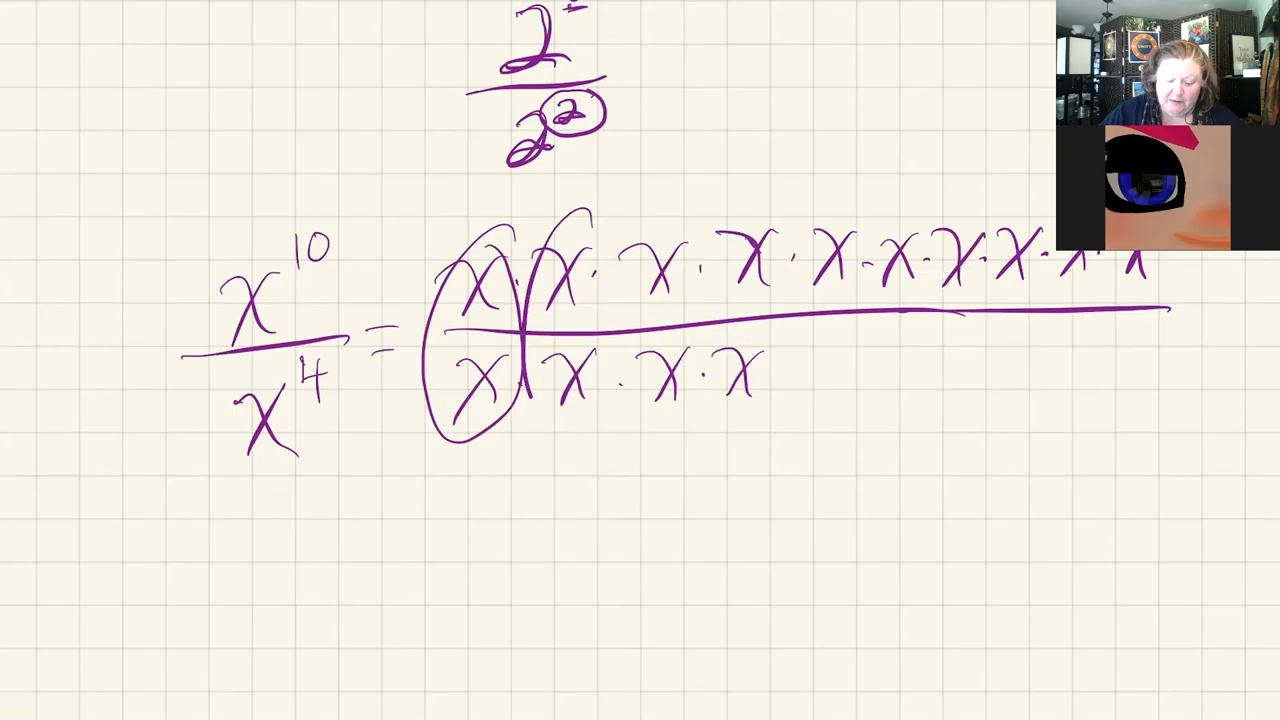 2
2²
x¹⁰ / x⁴ = x · x · x · x · x · x · x · x · x · x / x · x · x · x